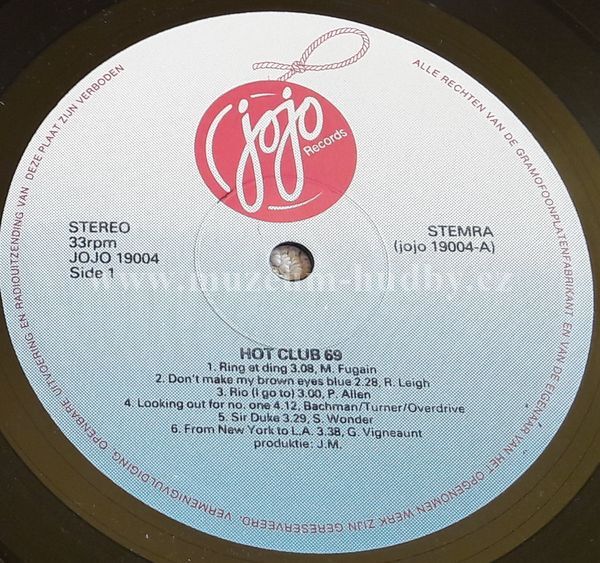 jojo
Records
STEREO
33rpm
JOJO 19004
Side 1
STEMRA
(jojo 19004-A)
www.muzeum-hudby.cz
HOT CLUB 69
1. Ring et ding 3.08, M. Fugain
2. Don't make my brown eyes blue 2.28, R. Leigh
3. Rio (I go to) 3.00, P. Allen
4. Looking out for no. one 4.12, Bachman/Turner/Overdrive
5. Sir Duke 3.29, S. Wonder
6. From New York to L.A. 3.38, G. Vigneaunt
produktie: J.M.
ALLE RECHTEN VAN DE GRAMOFOONPLATENFABRIKANT EN VAN DE EIGENAAR VAN HET OPGENOMEN WERK ZIJN GERESERVEERD. VERMENIGVULDIGING, OPENBARE UITVOERING EN RADIOUITZENDING VAN DEZE PLAAT ZIJN VERBODEN